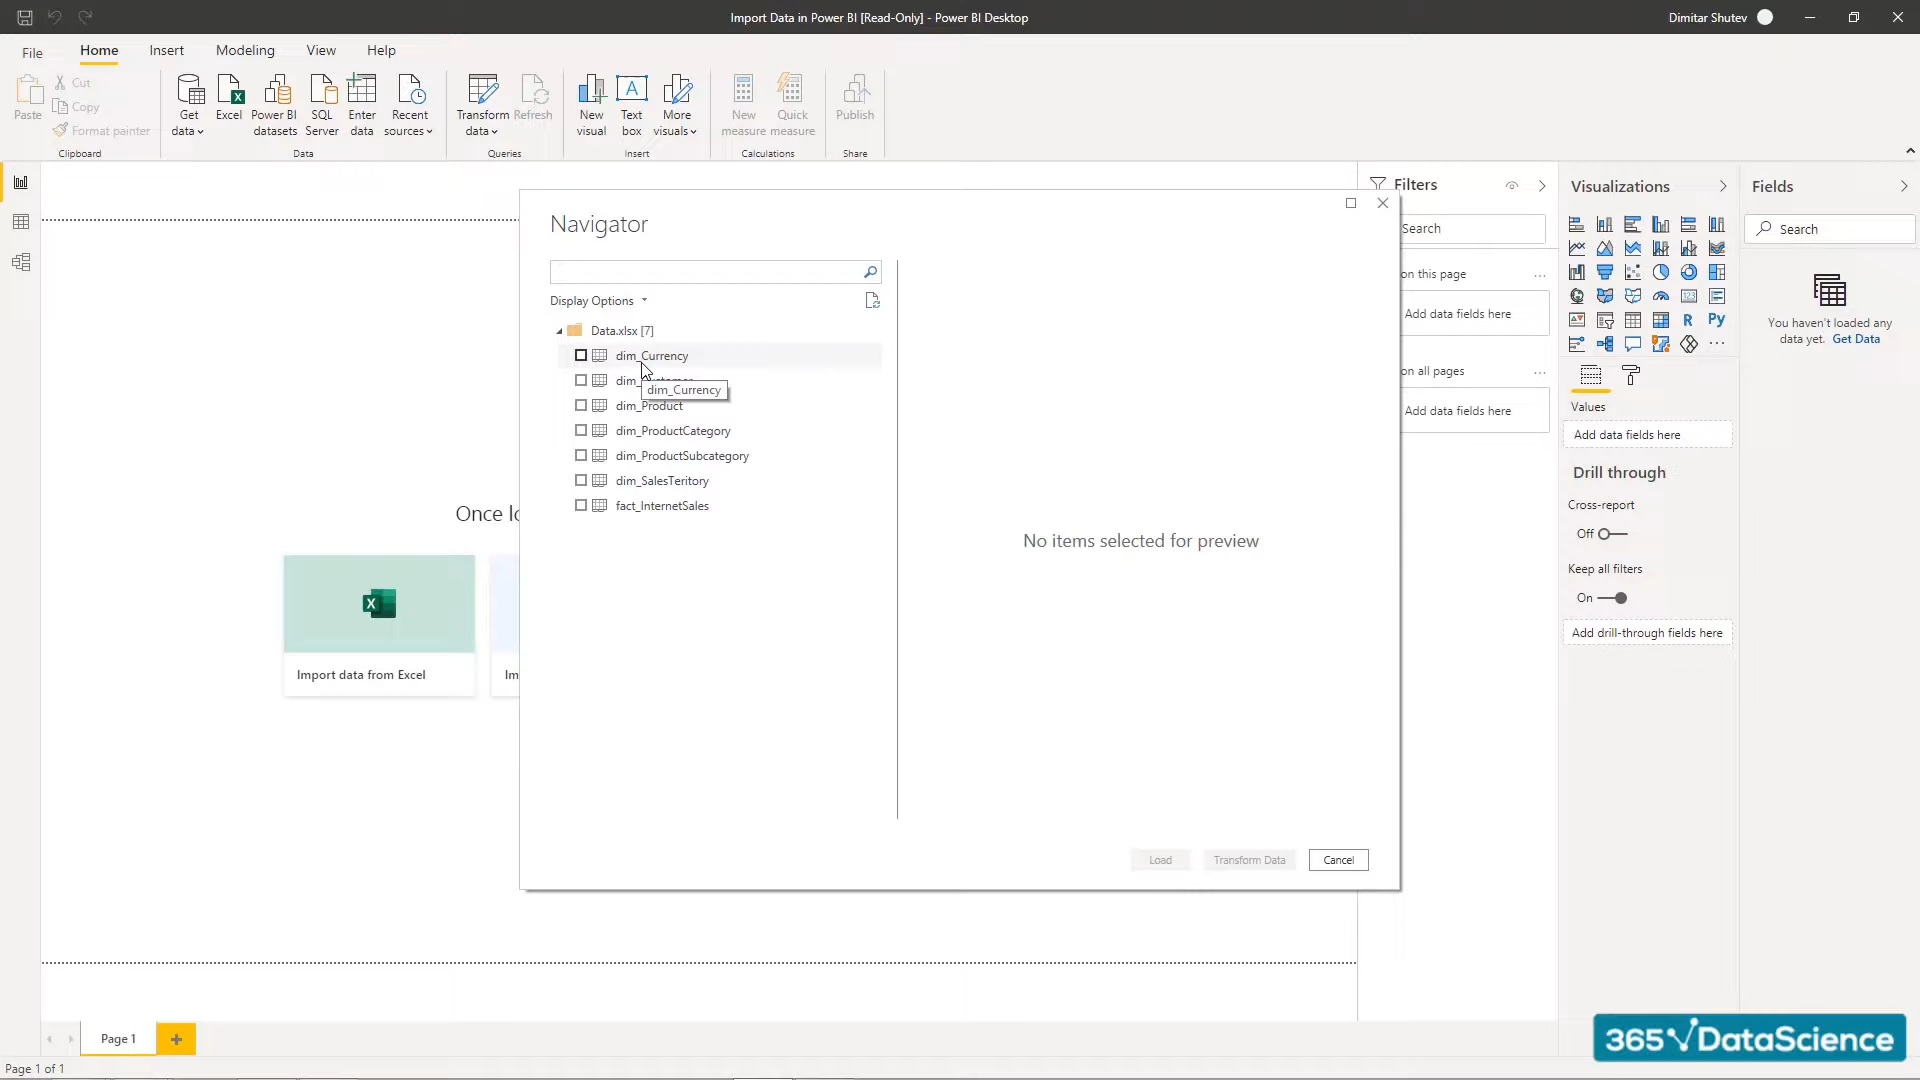 Import Data in Power BI [Read-Only] - Power BI Desktop
Dimitar Shutev
File
Home
Insert
Modeling
View
Help
Paste
Cut
Copy
Format painter
Clipboard
Get data
Excel
Power BI datasets
SQL Server
Enter data
Recent sources
Data
Transform data
Refresh
Queries
New visual
Text box
More visuals
Insert
New measure
Quick measure
Calculations
Publish
Share
Navigator
Display Options
Data.xlsx [7]
dim_Currency
dim_
dim_Currency
dim_Product
dim_ProductCategory
dim_ProductSubcategory
dim_SalesTeritory
fact_InternetSales
No items selected for preview
Load
Transform Data
Cancel
Once lo
Import data from Excel
Im
Filters
Search
on this page
...
Add data fields here
on all pages
...
Add data fields here
Visualizations
R
Py
...
Values
Add data fields here
Drill through
Cross-report
Off
Keep all filters
On
Add drill-through fields here
Fields
Search
You haven't loaded any
data yet. Get Data
Page 1
+
Page 1 of 1
365 DataScience